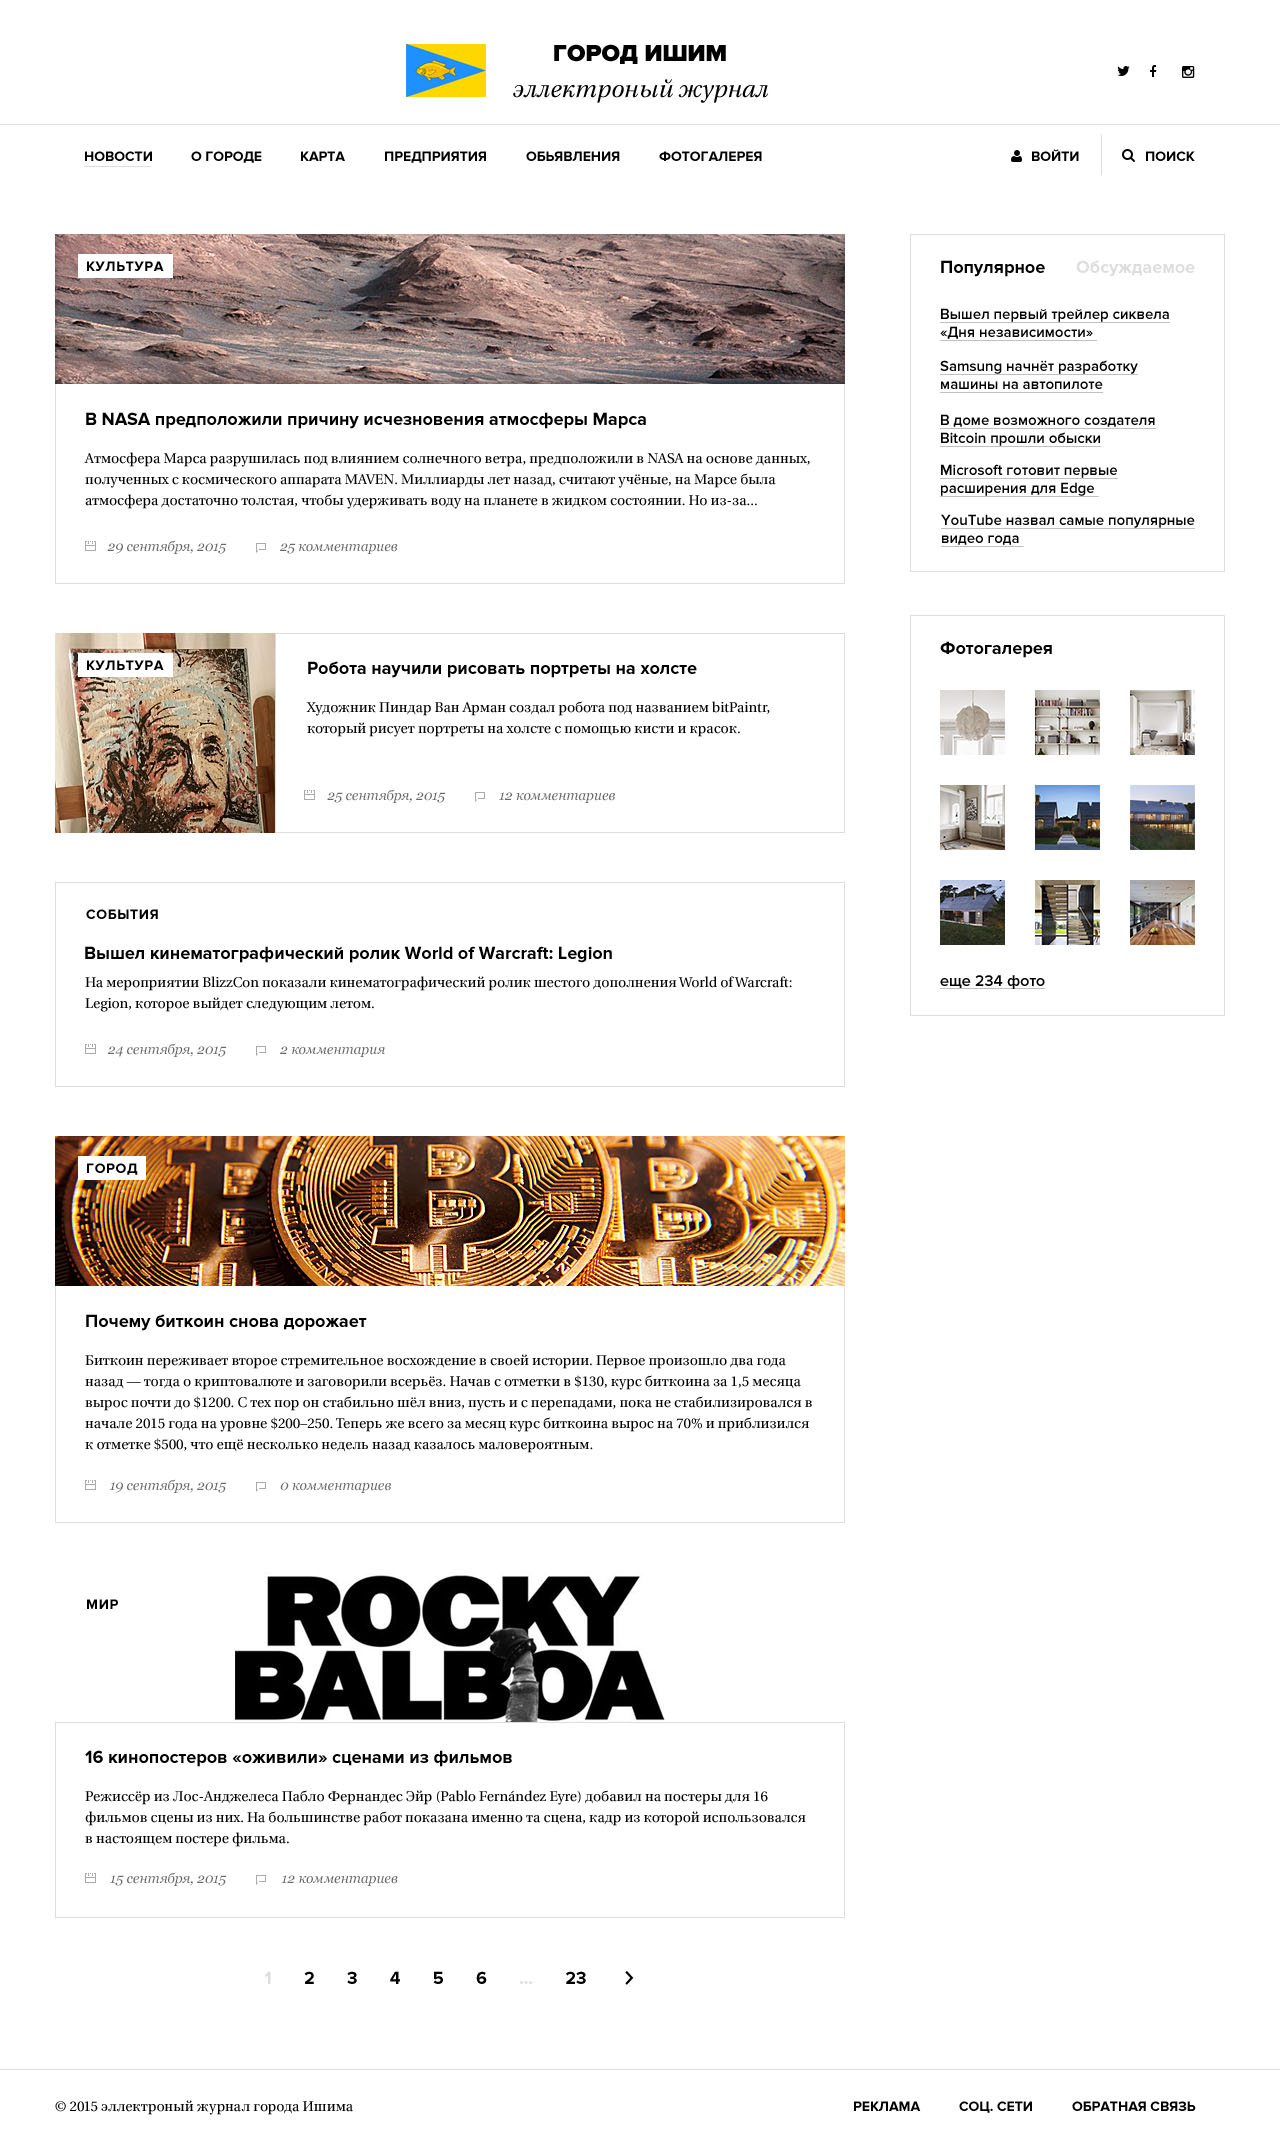 ГОРОД ИШИМ
эллектроный журнал
НОВОСТИ
О ГОРОДЕ
КАРТА
ПРЕДПРИЯТИЯ
ОБЬЯВЛЕНИЯ
ФОТОГАЛЕРЕЯ
ВОЙТИ
ПОИСК
КУЛЬТУРА
В NASA предположили причину исчезновения атмосферы Марса
Атмосфера Марса разрушилась под влиянием солнечного ветра, предположили в NASA на основе данных,
полученных с космического аппарата MAVEN. Миллиарды лет назад, считают учёные, на Марсе была
атмосфера достаточно толстая, чтобы удерживать воду на планете в жидком состоянии. Но из-за...
29 сентября, 2015
25 комментариев
КУЛЬТУРА
Робота научили рисовать портреты на холсте
Художник Пиндар Ван Арман создал робота под названием bitPaintr,
который рисует портреты на холсте с помощью кисти и красок.
25 сентября, 2015
12 комментариев
СОБЫТИЯ
Вышел кинематографический ролик World of Warcraft: Legion
На мероприятии BlizzCon показали кинематографический ролик шестого дополнения World of Warcraft:
Legion, которое выйдет следующим летом.
24 сентября, 2015
2 комментария
ГОРОД
Почему биткоин снова дорожает
Биткоин переживает второе стремительное восхождение в своей истории. Первое произошло два года
назад — тогда о криптовалюте и заговорили всерьёз. Начав с отметки в $130, курс биткоина за 1,5 месяца
вырос почти до $1200. С тех пор он стабильно шёл вниз, пусть и с перепадами, пока не стабилизировался в
начале 2015 года на уровне $200–250. Теперь же всего за месяц курс биткоина вырос на 70% и приблизился
к отметке $500, что ещё несколько недель назад казалось маловероятным.
19 сентября, 2015
0 комментариев
МИР
ROCKY
BALBOA
16 кинопостеров «оживили» сценами из фильмов
Режиссёр из Лос-Анджелеса Пабло Фернандес Эйр (Pablo Fernández Eyre) добавил на постеры для 16
фильмов сцены из них. На большинстве работ показана именно та сцена, кадр из которой использовался
в настоящем постере фильма.
15 сентября, 2015
12 комментариев
1 2 3 4 5 6 ... 23
Популярное
Обсуждаемое
Вышел первый трейлер сиквела
«Дня независимости»
Samsung начнёт разработку
машины на автопилоте
В доме возможного создателя
Bitcoin прошли обыски
Microsoft готовит первые
расширения для Edge
YouTube назвал самые популярные
видео года
Фотогалерея
еще 234 фото
© 2015 эллектроный журнал города Ишима
РЕКЛАМА
СОЦ. СЕТИ
ОБРАТНАЯ СВЯЗЬ